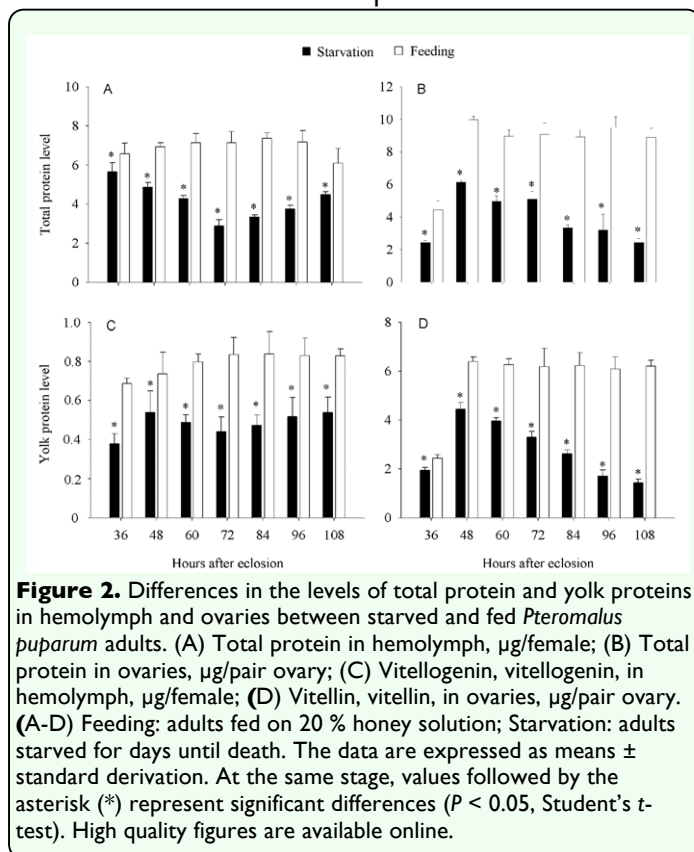 ■ Starvation □ Feeding
A
B
10
8
6
4
2
0
Total protein level
12
10
8
6
4
2
0
* * * * * * *
* * * * * * *
C
D
1.0
0.8
0.6
0.4
0.2
0
Yolk protein level
6
4
2
0
* * * * * * *
* * * * * * *
36 48 60 72 84 96 108
36 48 60 72 84 96 108
Hours after eclosion
Hours after eclosion
Figure 2. Differences in the levels of total protein and yolk proteins
in hemolymph and ovaries between starved and fed Pteromalus
puparum adults. (A) Total protein in hemolymph, µg/female; (B) Total
protein in ovaries, µg/pair ovary; (C) Vitellogenin, vitellogenin, in
hemolymph, µg/female; (D) Vitellin, vitellin, in ovaries, µg/pair ovary.
(A-D) Feeding: adults fed on 20 % honey solution; Starvation: adults
starved for days until death. The data are expressed as means ±
standard derivation. At the same stage, values followed by the
asterisk (*) represent significant differences (P < 0.05, Student's t-
test). High quality figures are available online.